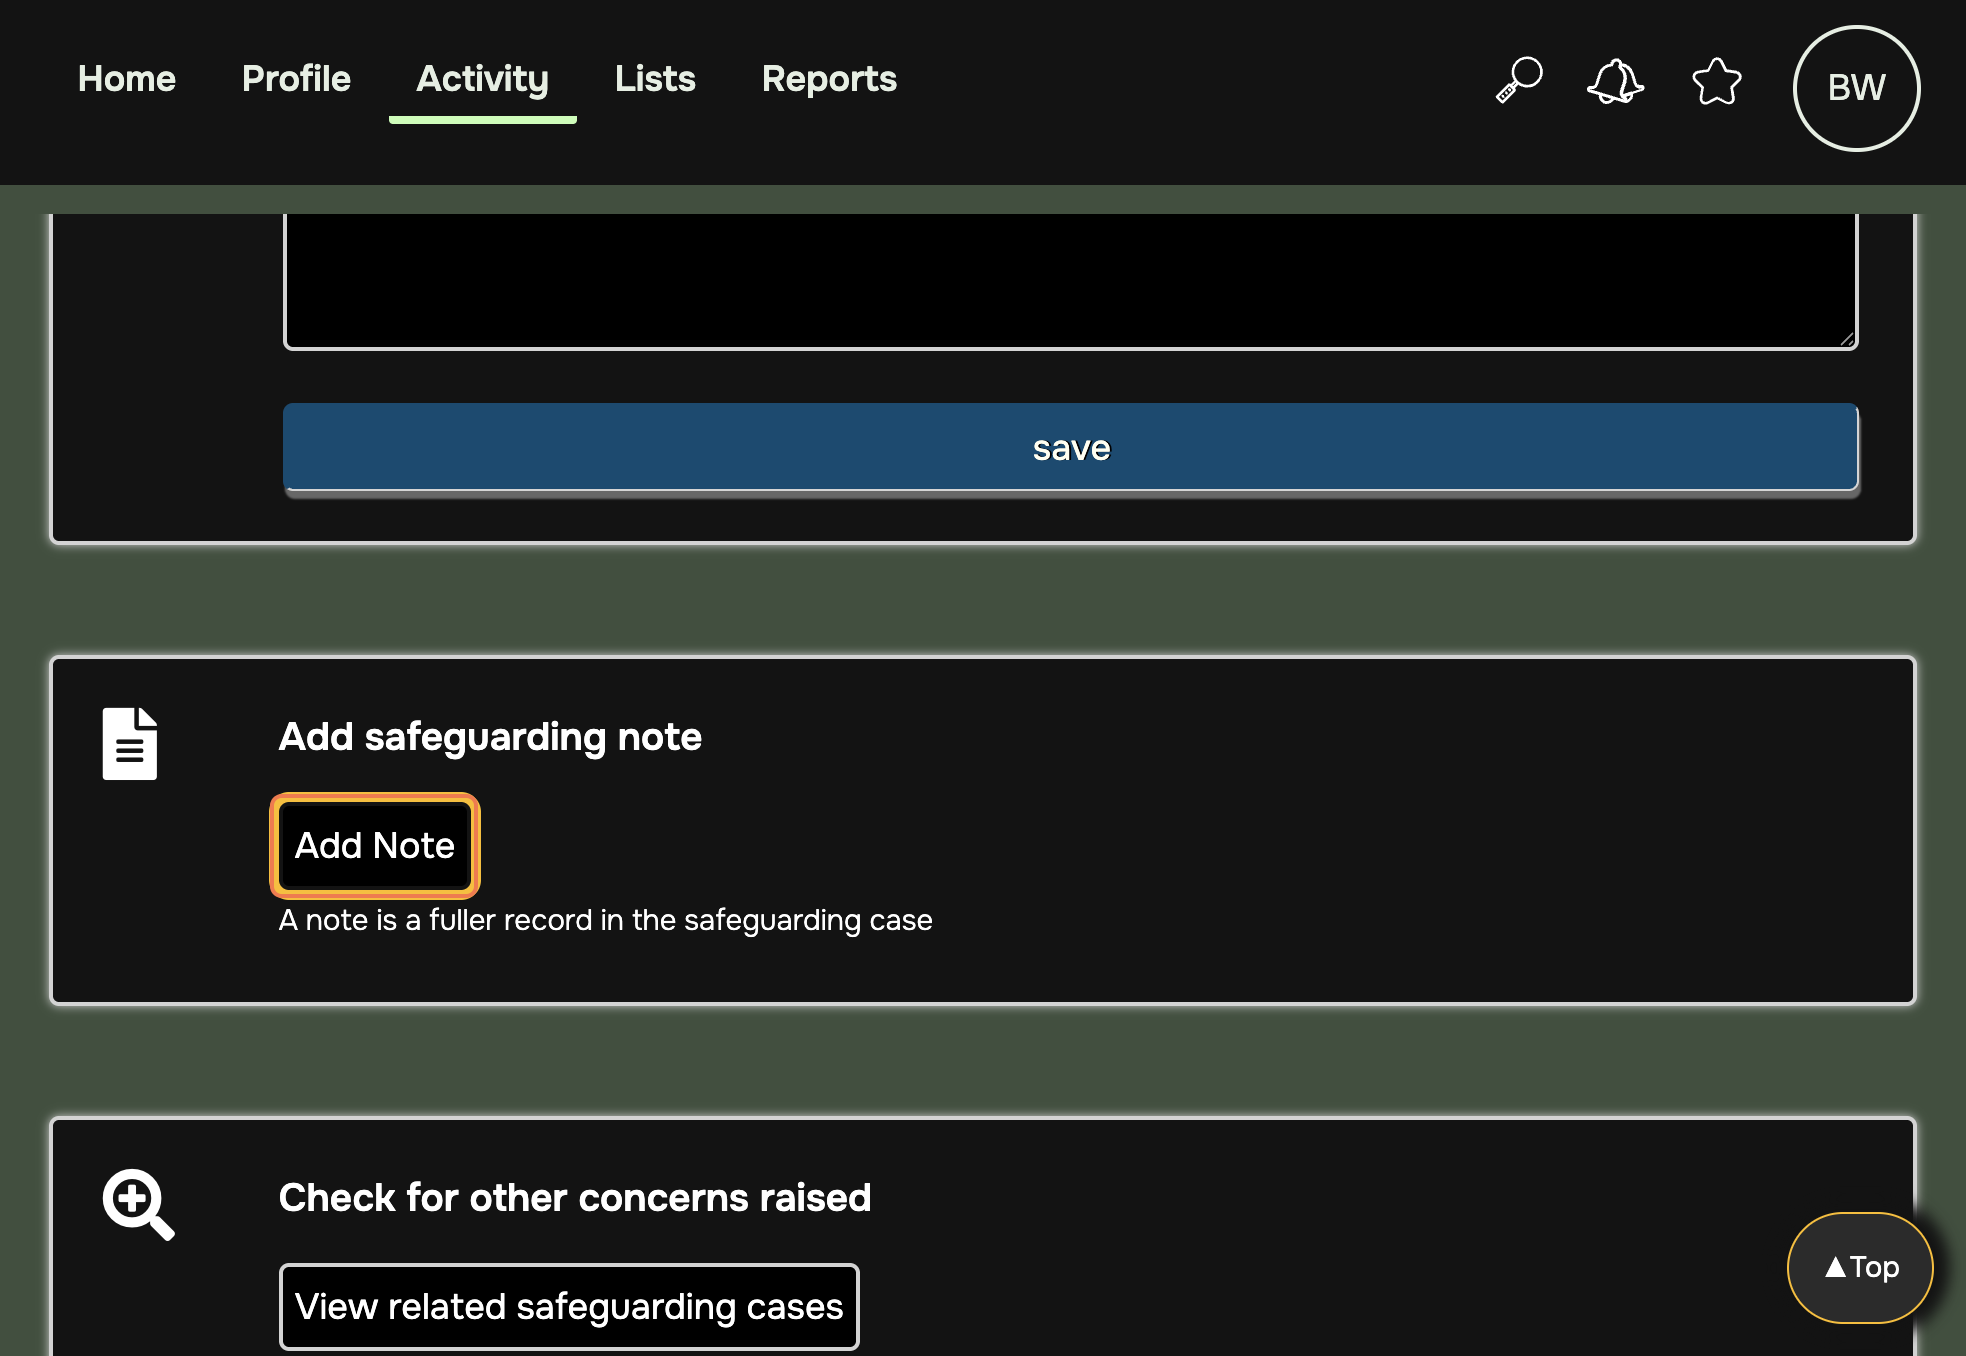 Home Profile Activity Lists Reports BW
save
Add safeguarding note
Add Note
A note is a fuller record in the safeguarding case
Check for other concerns raised
View related safeguarding cases
▲Top